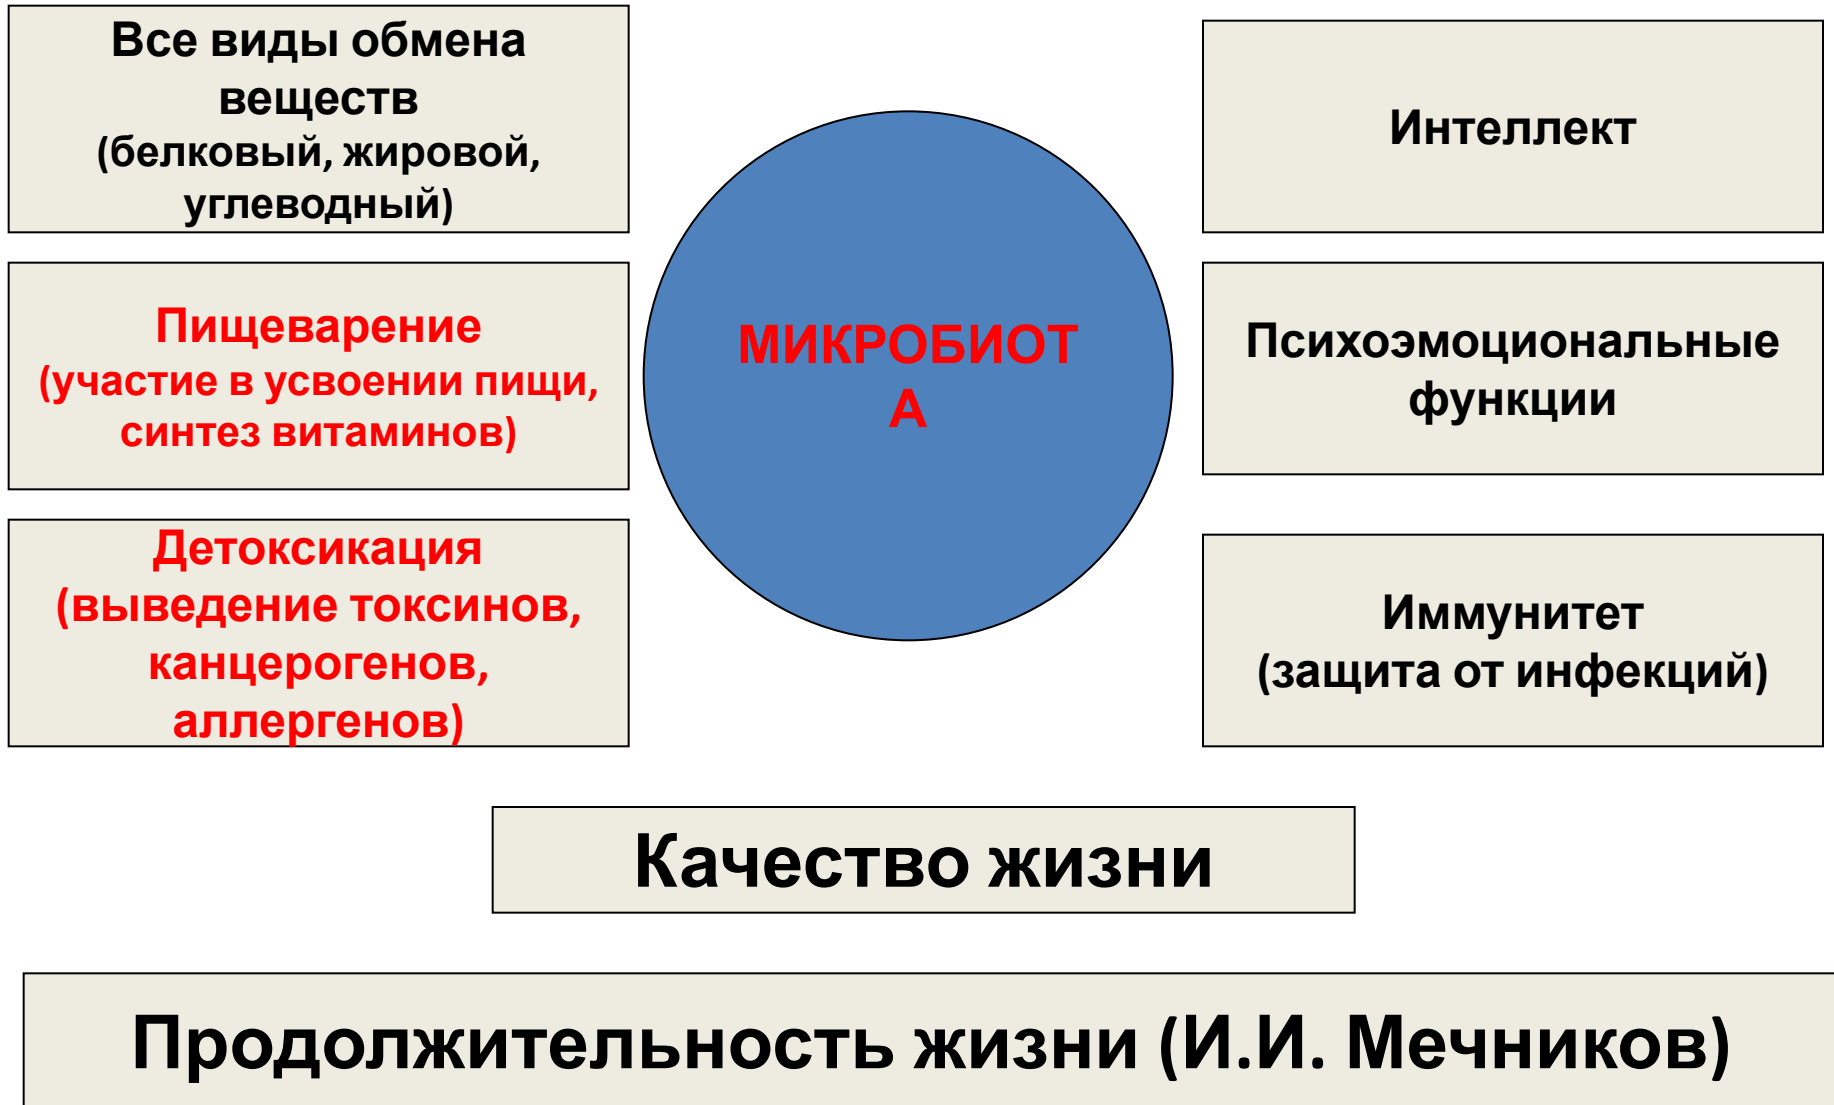 Все виды обмена
веществ
(белковый, жировой,
углеводный)
Пищеварение
(участие в усвоении пищи,
синтез витаминов)
Детоксикация
(выведение токсинов,
канцерогенов,
аллергенов)
МИКРОБИОТ
А
Интеллект
Психоэмоциональные
функции
Иммунитет
(защита от инфекций)
Качество жизни
Продолжительность жизни (И.И. Мечников)